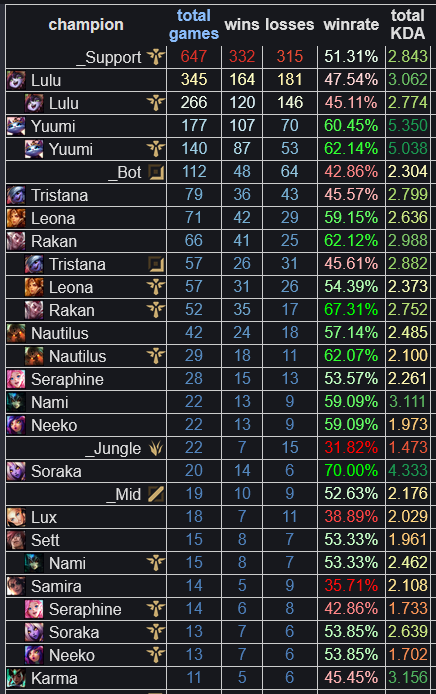 champion total games wins losses winrate total KDA
_Support 647 332 315 51.31% 2.843
Lulu 345 164 181 47.54% 3.062
Lulu 266 120 146 45.11% 2.774
Yuumi 177 107 70 60.45% 5.350
Yuumi 140 87 53 62.14% 5.038
_Bot 112 48 64 42.86% 2.304
Tristana 79 36 43 45.57% 2.799
Leona 71 42 29 59.15% 2.636
Rakan 66 41 25 62.12% 2.988
Tristana 57 26 31 45.61% 2.882
Leona 57 31 26 54.39% 2.373
Rakan 52 35 17 67.31% 2.752
Nautilus 42 24 18 57.14% 2.485
Nautilus 29 18 11 62.07% 2.100
Seraphine 28 15 13 53.57% 2.261
Nami 22 13 9 59.09% 3.111
Neeko 22 13 9 59.09% 1.973
_Jungle 22 7 15 31.82% 1.473
Soraka 20 14 6 70.00% 4.333
_Mid 19 10 9 52.63% 2.176
Lux 18 7 11 38.89% 2.029
Sett 15 8 7 53.33% 1.961
Nami 15 8 7 53.33% 2.462
Samira 14 5 9 35.71% 2.108
Seraphine 14 6 8 42.86% 1.733
Soraka 13 7 6 53.85% 2.639
Neeko 13 7 6 53.85% 1.702
Karma 11 5 6 45.45% 3.156